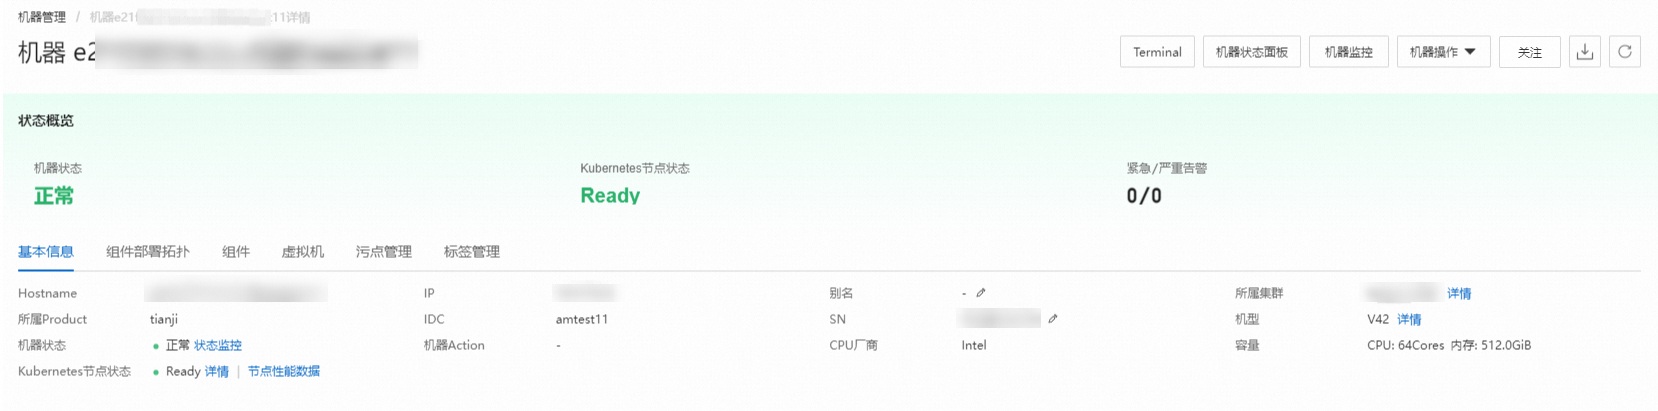 机器管理 / 机器e21 11详情
机器 e2
Terminal 机器状态面板 机器监控 机器操作 关注
状态概览
机器状态 Kubernetes节点状态 紧急/严重告警
正常 Ready 0/0
基本信息 组件部署拓扑 组件 虚拟机 污点管理 标签管理
Hostname IP 别名 - 所属集群 详情
所属Product tianji IDC amtest11 SN 机型 V42 详情
机器状态 正常 状态监控 机器Action - CPU厂商 Intel 容量 CPU: 64Cores 内存: 512.0GiB
Kubernetes节点状态 Ready 详情 | 节点性能数据